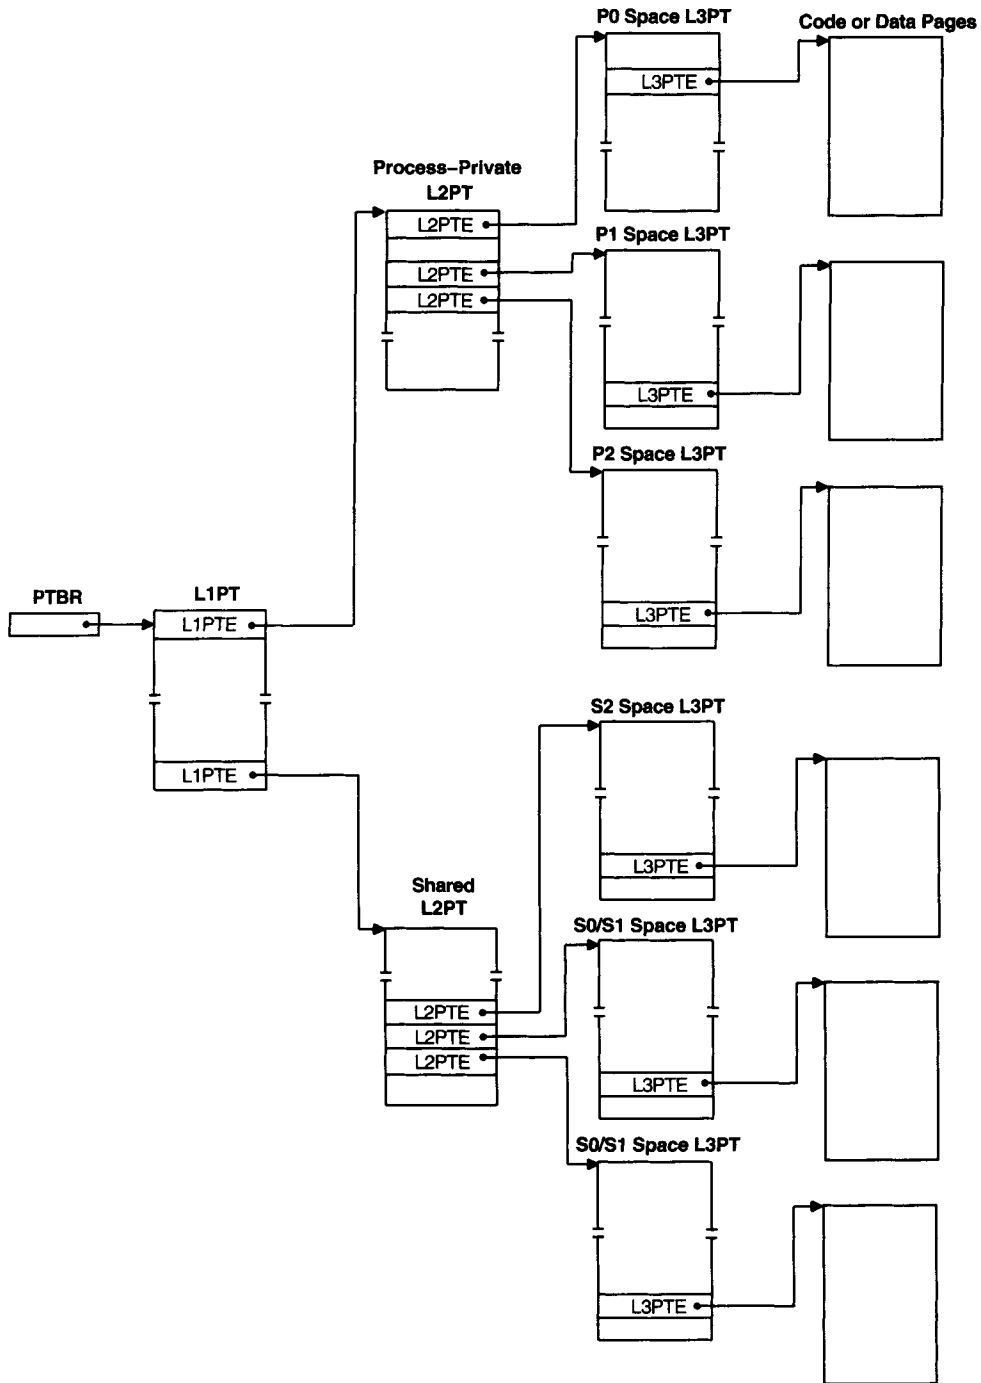 P0 Space L3PT
Code or Data Pages
L3PTE
Process–Private
L2PT
L2PTE
L2PTE
L2PTE
P1 Space L3PT
L3PTE
P2 Space L3PT
L3PTE
PTBR
L1PT
L1PTE
L1PTE
S2 Space L3PT
L3PTE
Shared
L2PT
L2PTE
L2PTE
L2PTE
S0/S1 Space L3PT
L3PTE
S0/S1 Space L3PT
L3PTE